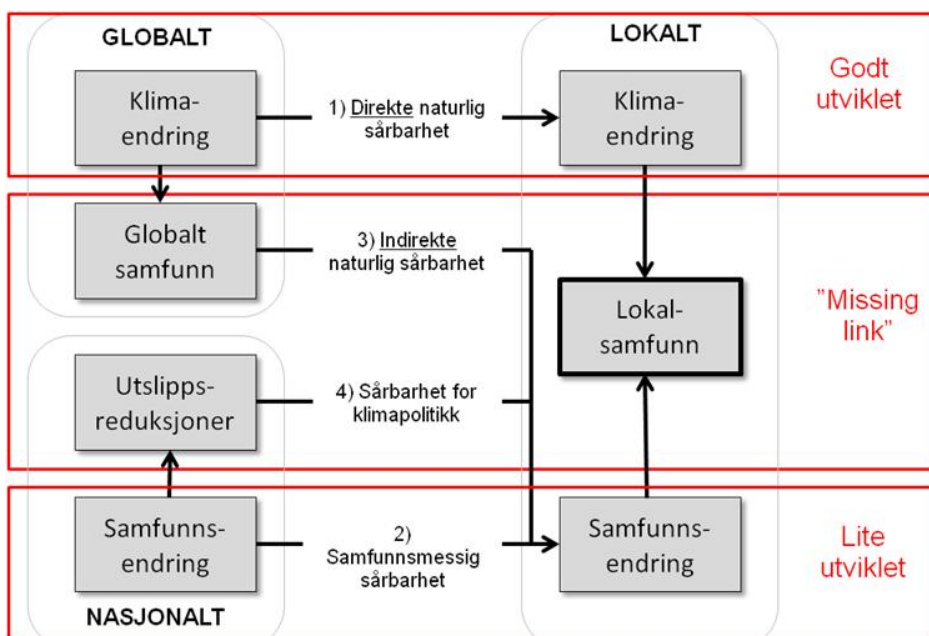 GLOBALT
LOKALT
Klima-
endring
1) Direkte naturlig
sårbarhet
Klima-
endring
Godt
utviklet
Globalt
samfunn
3) Indirekte
naturlig sårbarhet
Lokal-
samfunn
"Missing
link"
Utslipps-
reduksjoner
4) Sårbarhet for
klimapolitikk
Samfunns-
endring
2)
Samfunnsmessig
sårbarhet
Samfunns-
endring
Lite
utviklet
NASJONALT